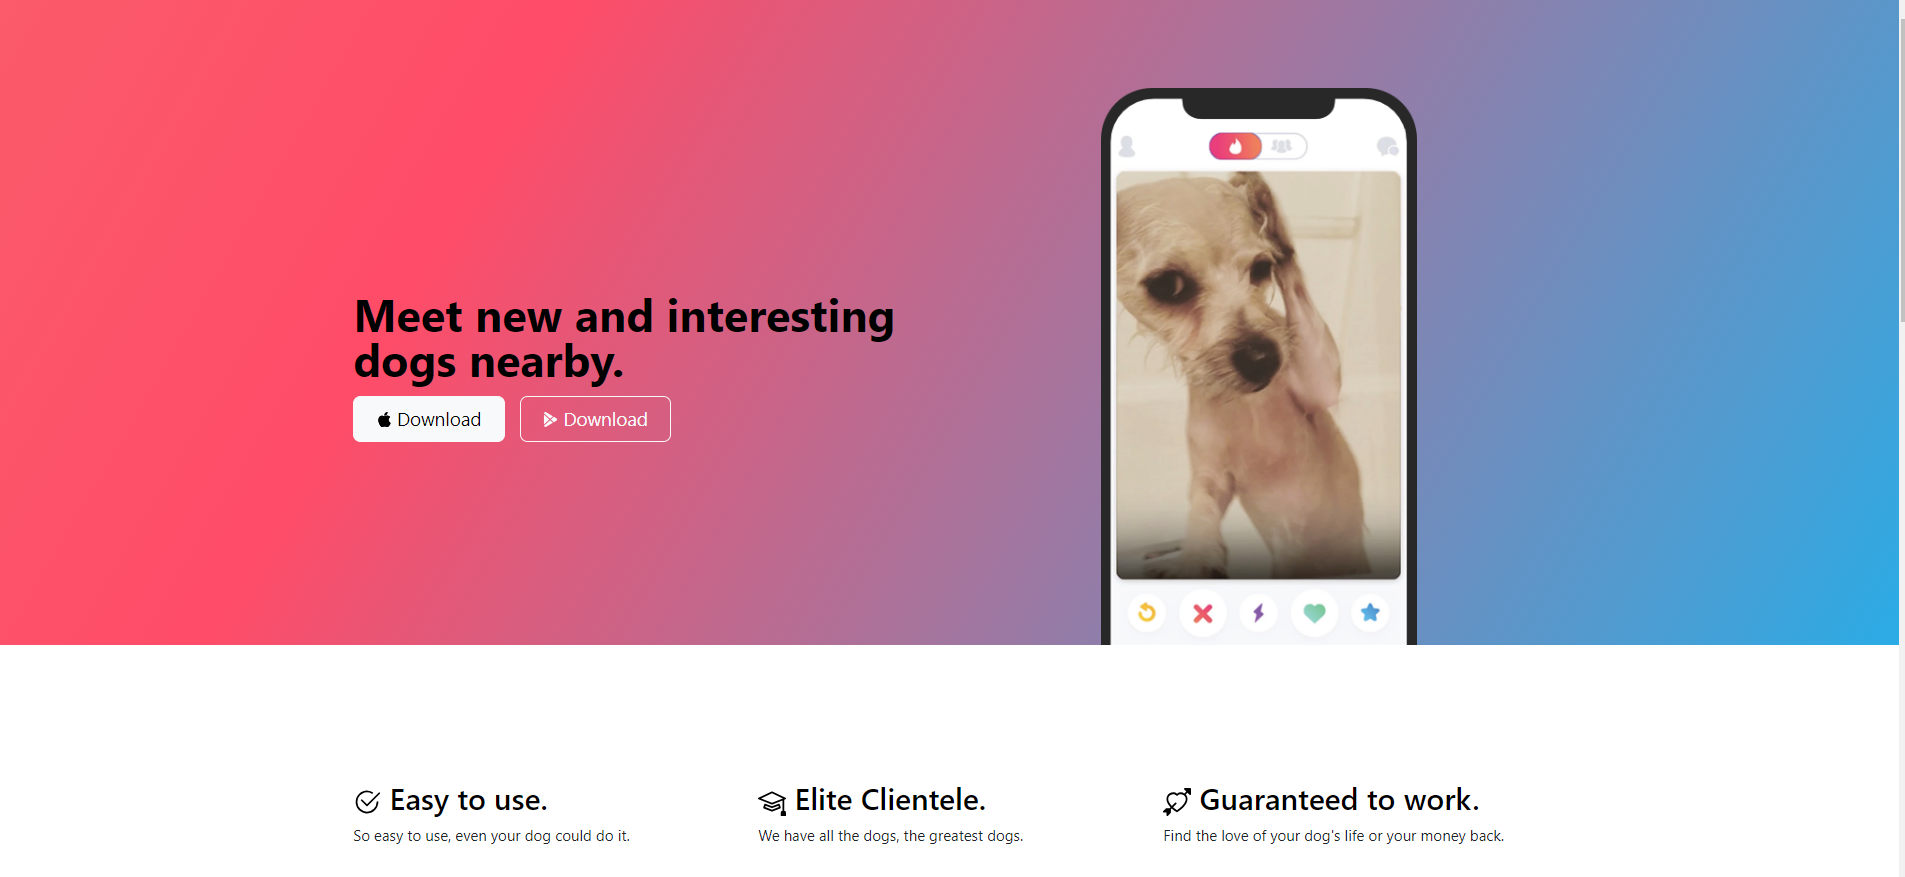 Meet new and interesting
dogs nearby.
Download
Download
Easy to use.
So easy to use, even your dog could do it.
Elite Clientele.
We have all the dogs, the greatest dogs.
Guaranteed to work.
Find the love of your dog's life or your money back.